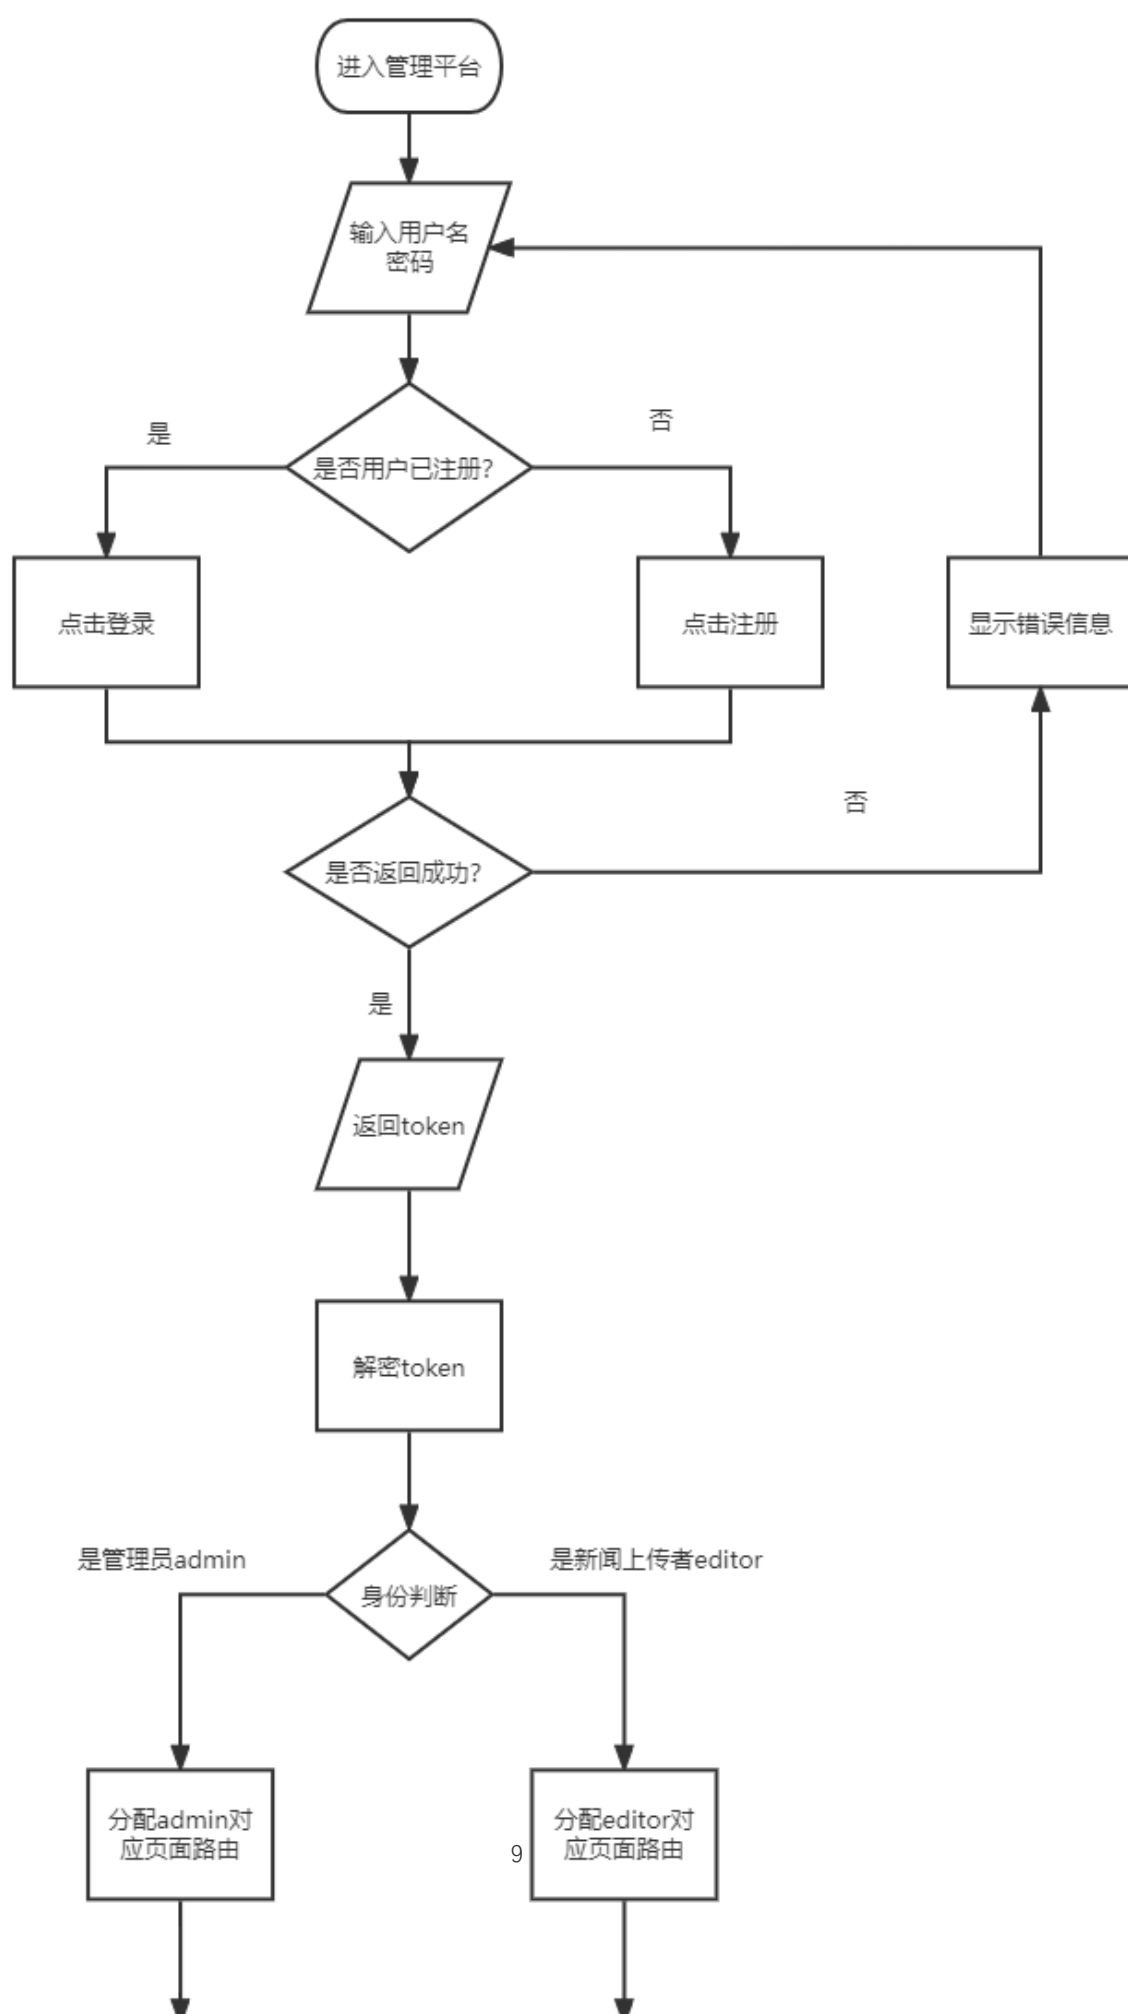 进入管理平台
输入用户名
密码
是
否
是否用户已注册?
点击登录
点击注册
显示错误信息
否
是否返回成功?
是
返回token
解密token
是管理员admin
是新闻上传者editor
身份判断
分配admin对
应页面路由
分配editor对
应页面路由
9